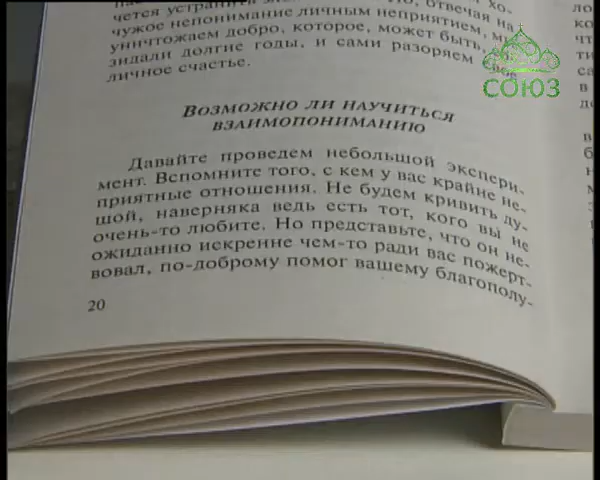 чужое непонимание личным неприятием, мы
уничтожаем добро, которое, может быть, со-
зидали долгие годы, и сами разоряем свое
личное счастье.
ВОЗМОЖНО ЛИ НАУЧИТЬСЯ
ВЗАИМОПОНИМАНИЮ
Давайте проведем небольшой экспери-
мент. Вспомните того, с кем у вас крайне не-
приятные отношения. Не будем кривить ду-
шой, наверняка ведь есть тот, кого вы не
очень-то любите. Но представьте, что он не-
ожиданно искренне чем-то ради вас пожерт-
вовал, по-доброму помог вашему благополу-
20
СОЮЗ